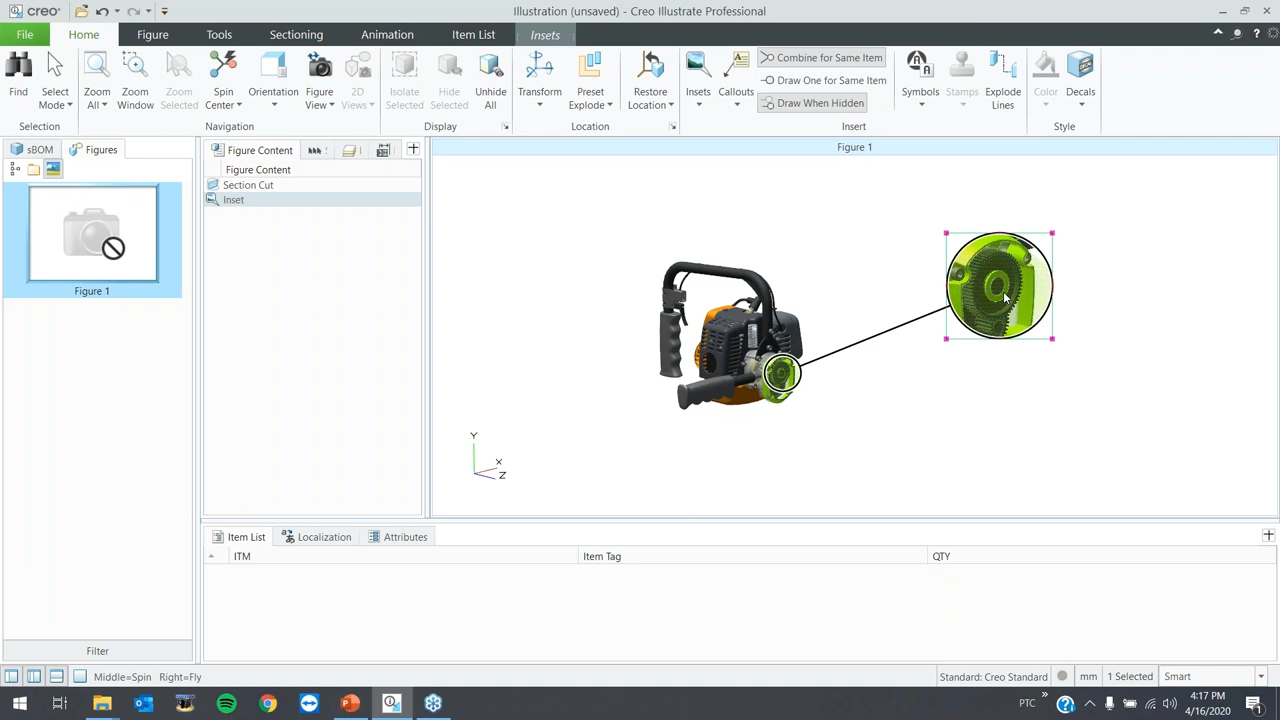 creo
Illustration (unsaved) - Creo Illustrate Professional
File
Home
Figure
Tools
Sectioning
Animation
Item List
Insets
Find
Select Mode
Selection
Zoom All
Zoom Window
Zoom Selected
Spin Center
Orientation
Figure View
2D Views
Navigation
Isolate Selected
Hide Selected
Unhide All
Display
Transform
Preset Explode
Restore Location
Location
Insets
Callouts
Combine for Same Item
Draw One for Same Item
Draw When Hidden
Insert
Symbols
Stamps
Explode Lines
Color
Decals
Style
sBOM
Figures
Figure 1
Figure Content
Figure Content
Section Cut
Inset
Figure 1
Y
X
Z
Item List
Localization
Attributes
ITM
Item Tag
QTY
Filter
Middle=Spin Right=Fly
Standard: Creo Standard
mm
1 Selected
Smart
PTC
4:17 PM
4/16/2020